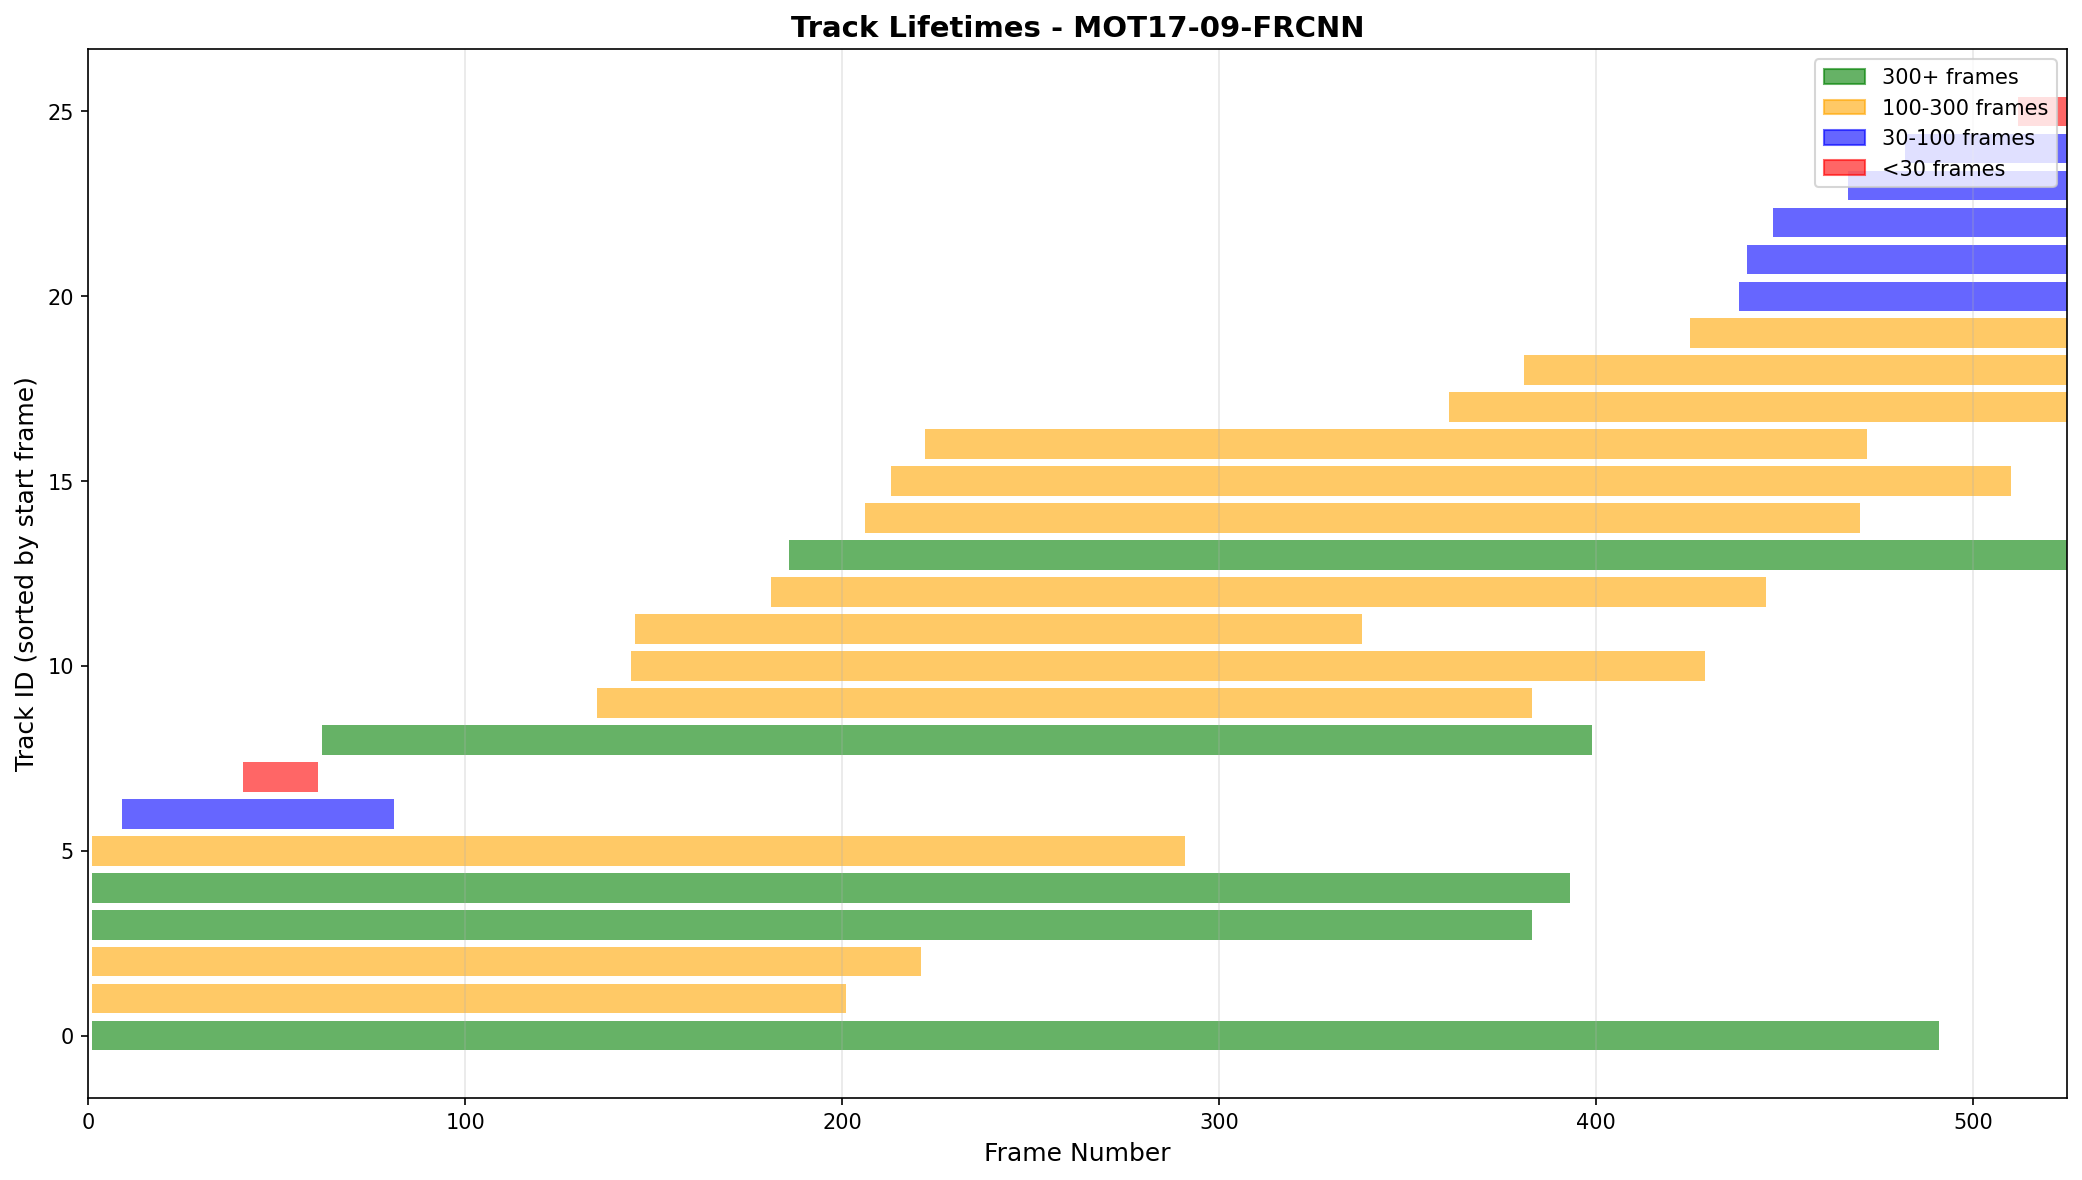 Track Lifetimes - MOT17-09-FRCNN
300+ frames
100-300 frames
30-100 frames
<30 frames
25
20
15
10
5
0
Track ID (sorted by start frame)
0 100 200 300 400 500
Frame Number